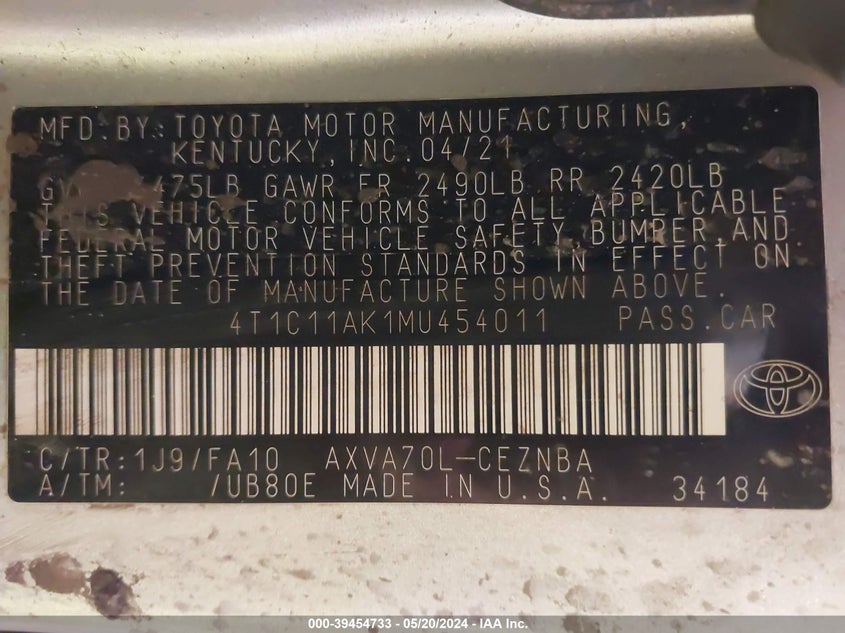 MFD. BY: TOYOTA MOTOR MANUFACTURING,
KENTUCKY, INC. 04/21
475LB GAWR FR 2490LB RR 2420LB
THIS VEHICLE CONFORMS TO ALL APPLICABLE
FEDERAL MOTOR VEHICLE SAFETY, BUMPER, AND
THEFT PREVENTION STANDARDS IN EFFECT ON
THE DATE OF MANUFACTURE SHOWN ABOVE.
4T1C11AK1MU454011 PASS. CAR
C/TR: 1J9/FA10 AXVA70L-CEZNBA
A/TM: /UB80E MADE IN U.S.A. 34184
000-39454733 - 05/20/2024 - IAA Inc.